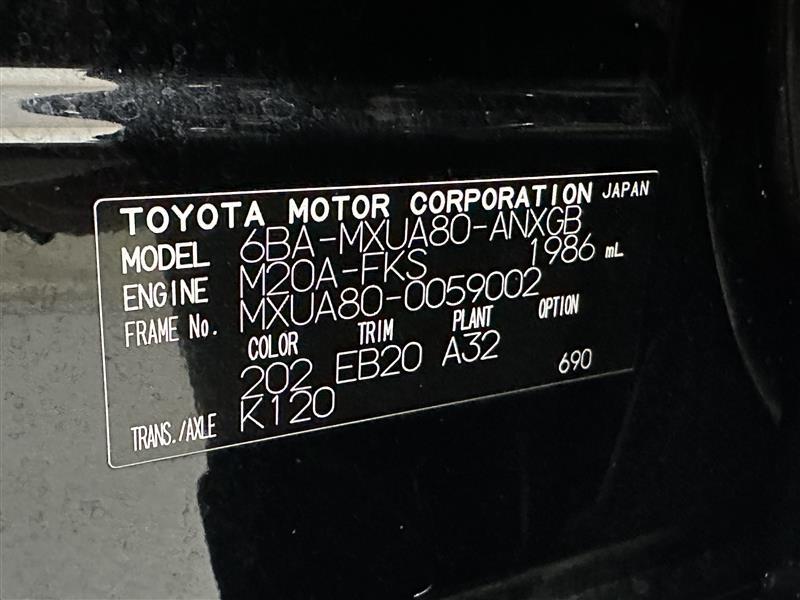 TOYOTA MOTOR CORPORATION JAPAN
MODEL 6BA-MXUA80-ANXGB
ENGINE M20A-FKS 1986 mL
FRAME No. MXUA80-0059002
COLOR TRIM PLANT OPTION
202 EB20 A32 690
TRANS./AXLE K120